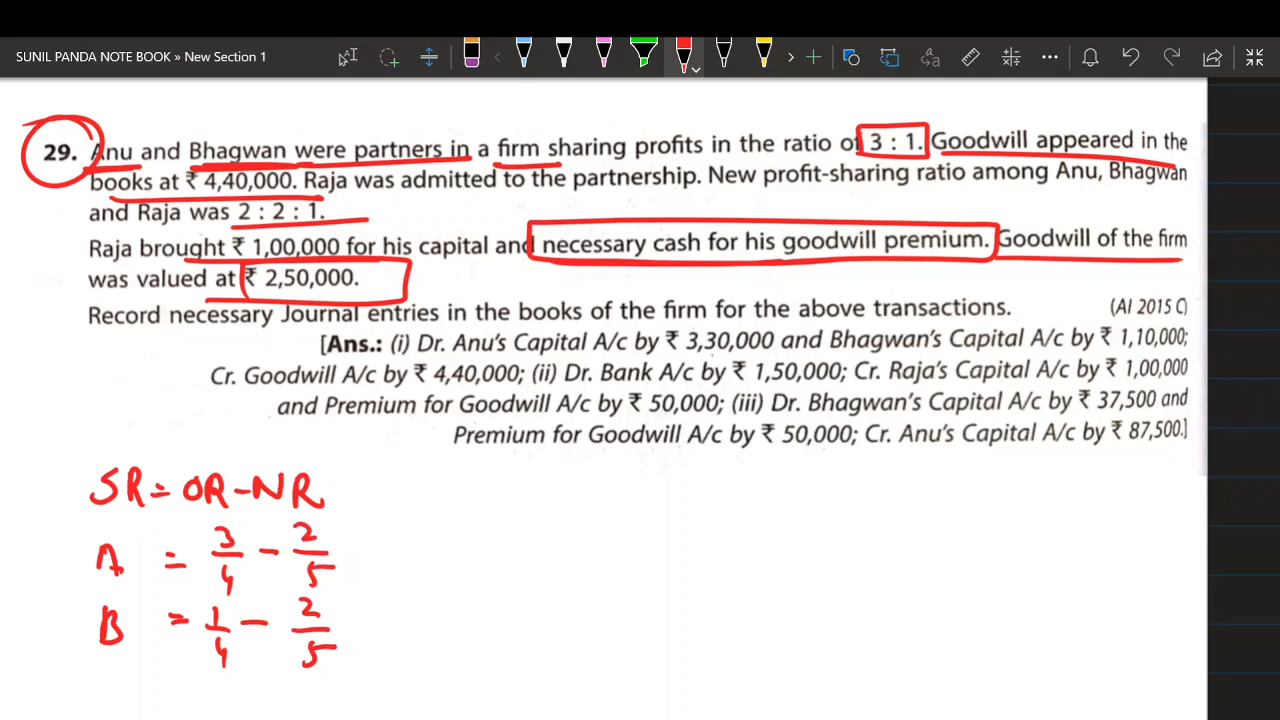 SUNIL PANDA NOTE BOOK » New Section 1
29. Anu and Bhagwan were partners in a firm sharing profits in the ratio of 3 : 1. Goodwill appeared in the
books at ₹ 4,40,000. Raja was admitted to the partnership. New profit-sharing ratio among Anu, Bhagwan
and Raja was 2 : 2 : 1.
Raja brought ₹ 1,00,000 for his capital and necessary cash for his goodwill premium. Goodwill of the firm
was valued at ₹ 2,50,000.
Record necessary Journal entries in the books of the firm for the above transactions. (AI 2015 C)
[Ans.: (i) Dr. Anu's Capital A/c by ₹ 3,30,000 and Bhagwan's Capital A/c by ₹ 1,10,000;
Cr. Goodwill A/c by ₹ 4,40,000; (ii) Dr. Bank A/c by ₹ 1,50,000; Cr. Raja's Capital A/c by ₹ 1,00,000
and Premium for Goodwill A/c by ₹ 50,000; (iii) Dr. Bhagwan's Capital A/c by ₹ 37,500 and
Premium for Goodwill A/c by ₹ 50,000; Cr. Anu's Capital A/c by ₹ 87,500.]
SR = OR - NR
A = 3/4 - 2/5
B = 1/4 - 2/5